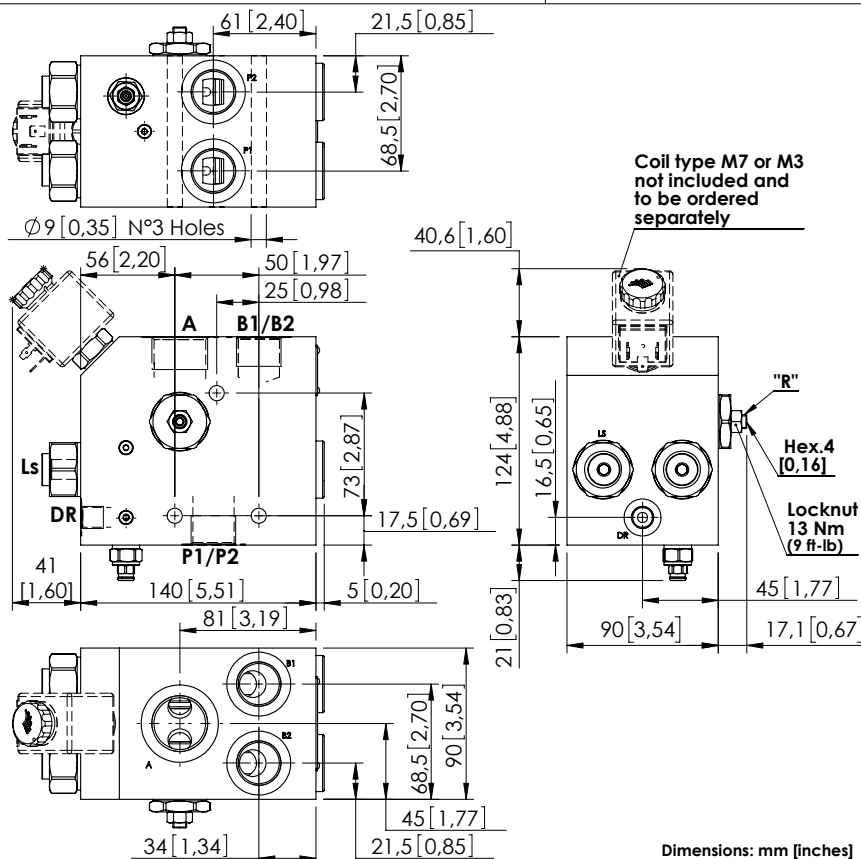 61 [2,40]
21,5 [0,85]
P2
P1
68,5 [2,70]
Ø 9 [0,35] N°3 Holes
Coil type M7 or M3
not included and
to be ordered
separately
40,6 [1,60]
56 [2,20]
50 [1,97]
25 [0,98]
A
B1/B2
Ls
DR
73 [2,87]
17,5 [0,69]
P1/P2
41
[1,60]
140 [5,51]
5 [0,20]
124 [4,88]
16,5 [0,65]
LS
DR
"R"
Hex.4
[0,16]
Locknut
13 Nm
(9 ft-lb)
21 [0,83]
45 [1,77]
90 [3,54]
17,1 [0,67]
81 [3,19]
B1
B2
A
68,5 [2,70]
90 [3,54]
45 [1,77]
34 [1,34]
21,5 [0,85]
Dimensions: mm [inches]